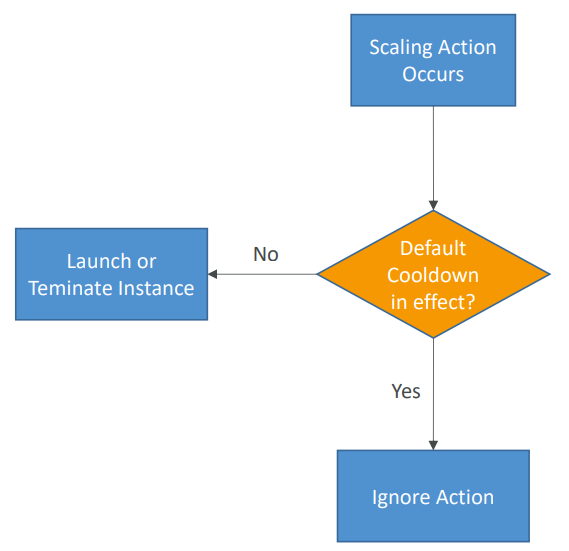 Scaling Action
Occurs
Default
Cooldown
in effect?
No
Launch or
Teminate Instance
Yes
Ignore Action